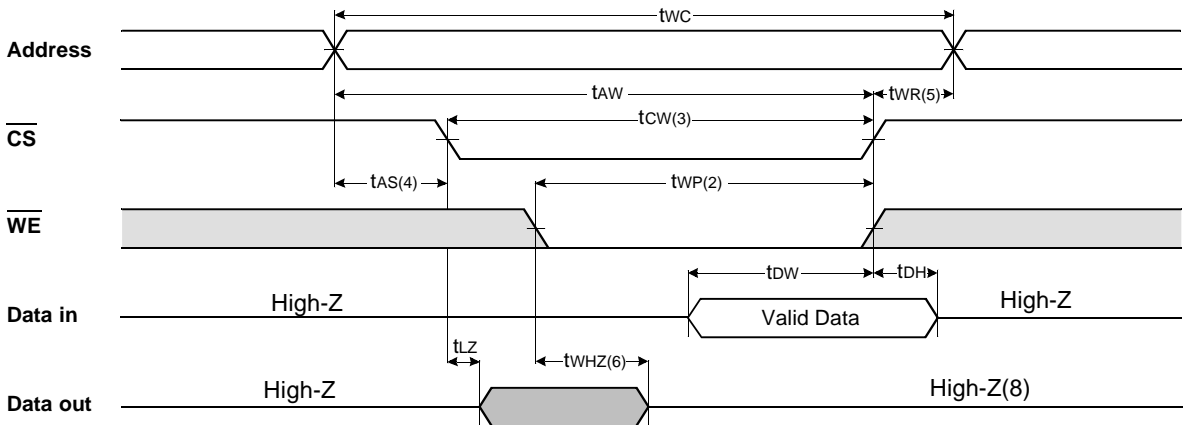 tWC
Address
tAW
tWR(5)
tCW(3)
CS
tAS(4)
tWP(2)
WE
tDW
tDH
High-Z
High-Z
Data in
Valid Data
tLZ
tWHZ(6)
High-Z
High-Z(8)
Data out